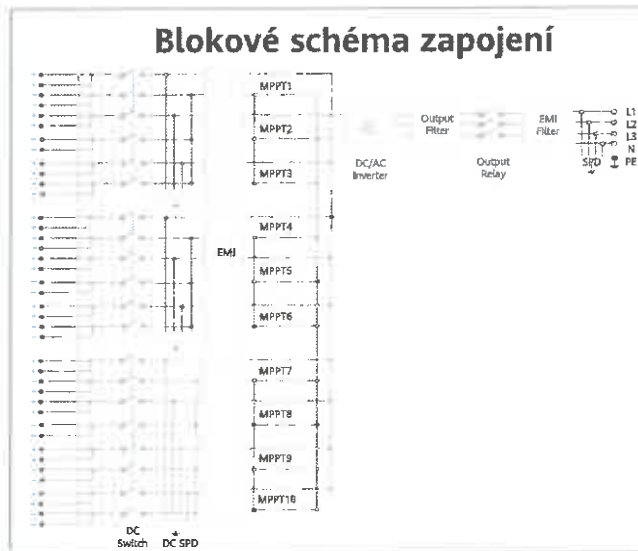 Blokové schéma zapojení
MPPT1
MPPT2
MPPT3
MPPT4
EMI
MPPT5
MPPT6
MPPT7
MPPT8
MPPT9
MPPT10
DC
Switch
DC SPD
DC/AC
Inverter
Output
Filter
Output
Relay
EMI
Filter
SPD
L1
L2
L3
N
PE